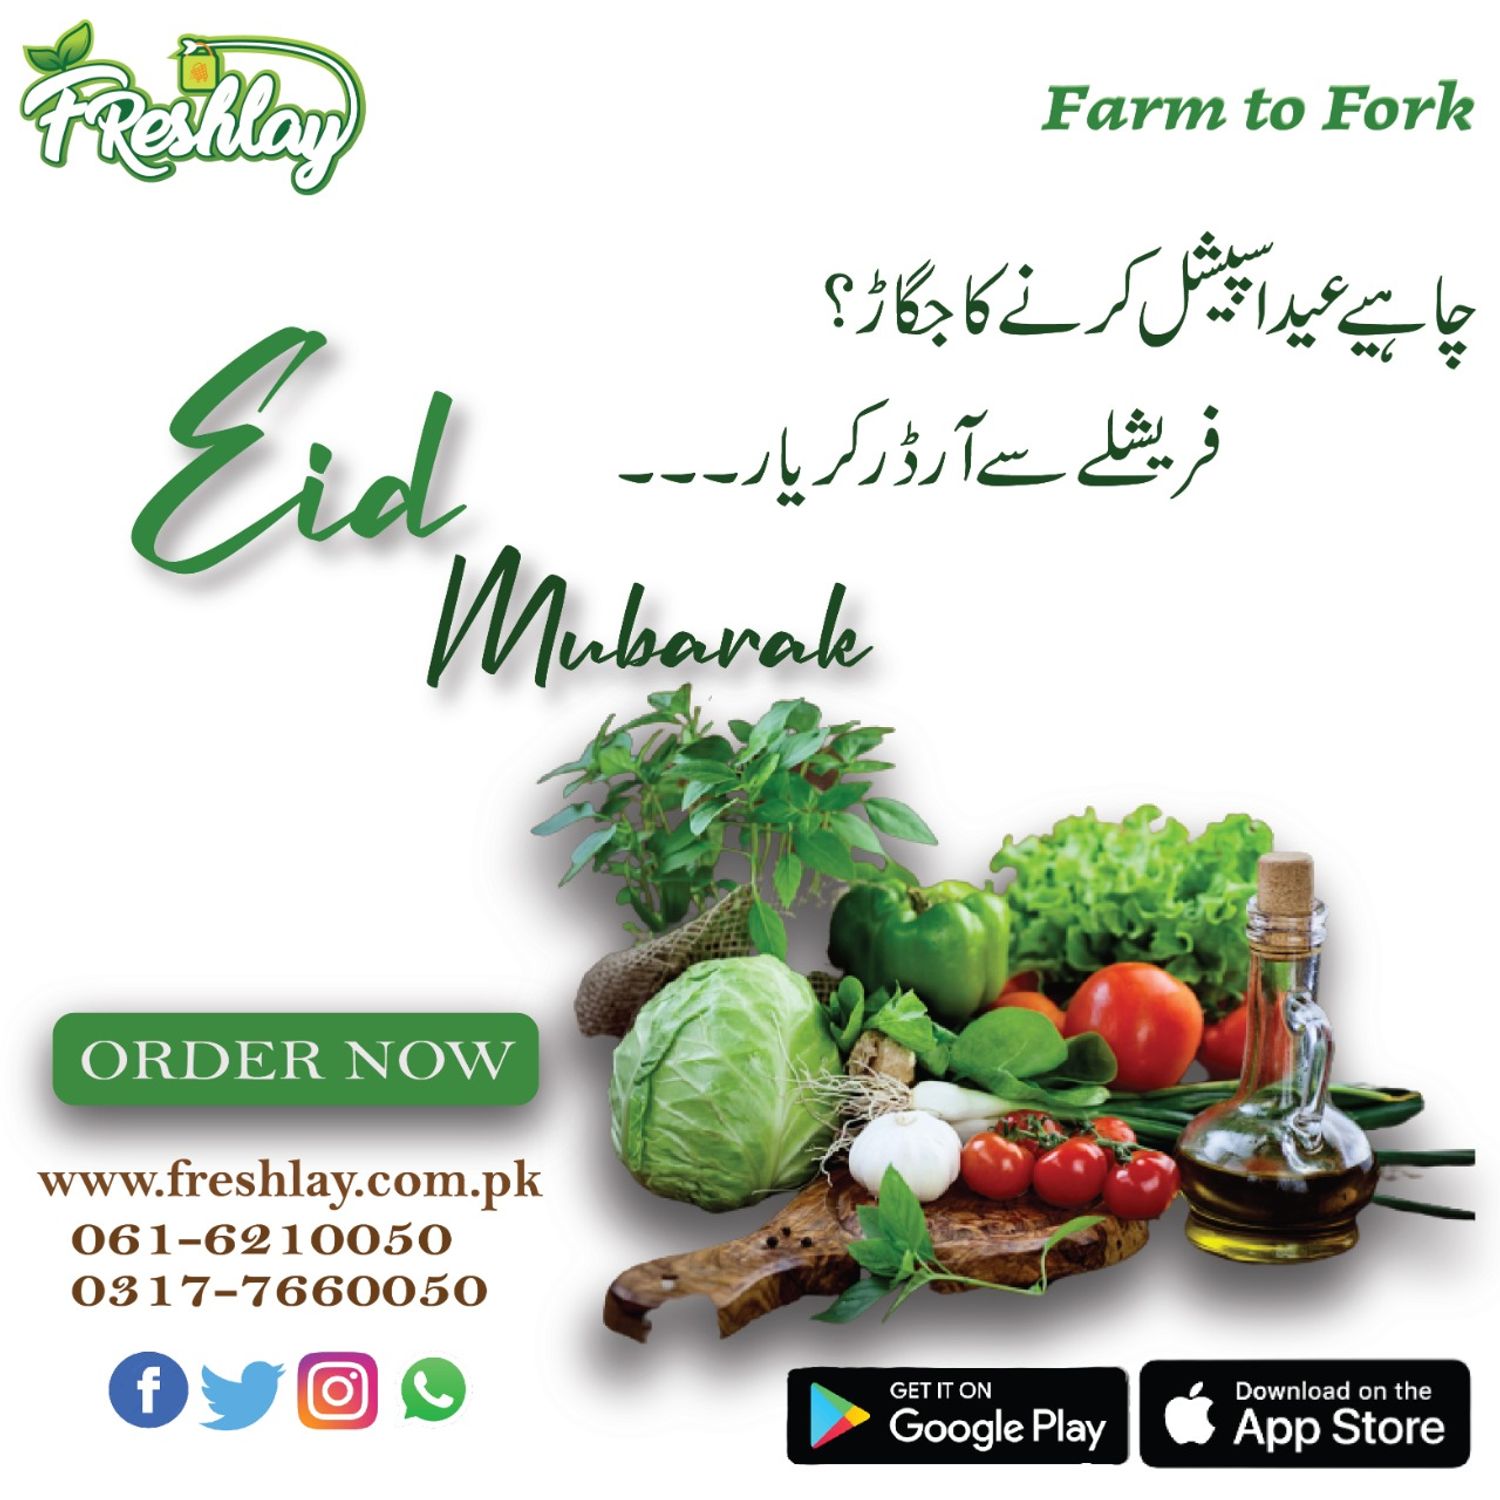 FReshlay
Farm to Fork
چاہیے عید اسپیشل کرنے کا جگاڑ؟
فریشلے سے آرڈر کر یار۔۔۔
Eid
Mubarak
ORDER NOW
www.freshlay.com.pk
061-6210050
0317-7660050
GET IT ON
Google Play
Download on the
App Store